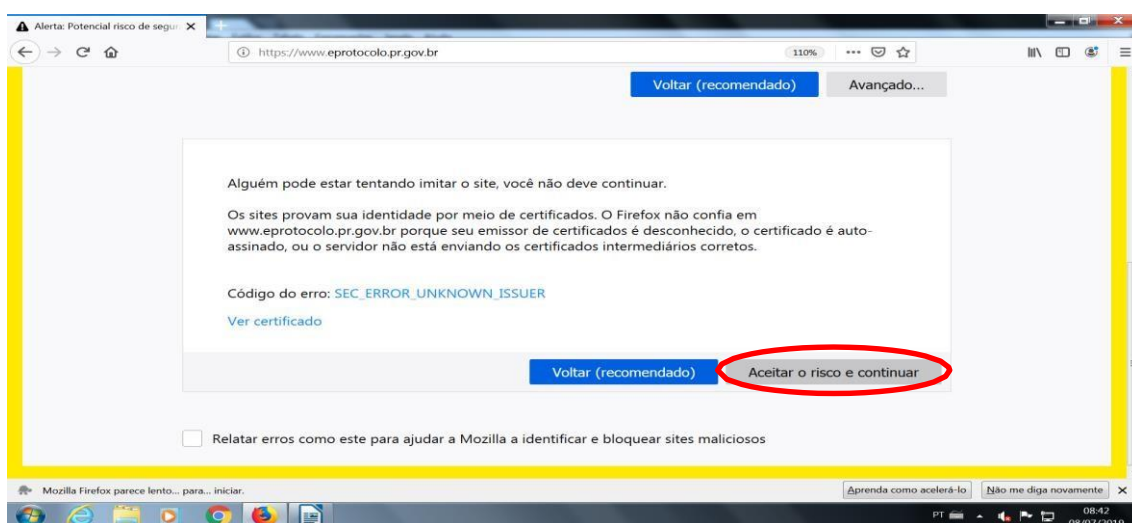 Alerta: Potencial risco de segur
https://www.eprotocolo.pr.gov.br
110%
Voltar (recomendado)
Avançado...
Alguém pode estar tentando imitar o site, você não deve continuar.
Os sites provam sua identidade por meio de certificados. O Firefox não confia em
www.eprotocolo.pr.gov.br porque seu emissor de certificados é desconhecido, o certificado é auto-
assinado, ou o servidor não está enviando os certificados intermediários corretos.
Código do erro: SEC_ERROR_UNKNOWN_ISSUER
Ver certificado
Voltar (recomendado)
Aceitar o risco e continuar
Relatar erros como este para ajudar a Mozilla a identificar e bloquear sites maliciosos
Mozilla Firefox parece lento... para... iniciar.
Aprenda como acelerá-lo
Não me diga novamente
PT
08:42
08/07/2019